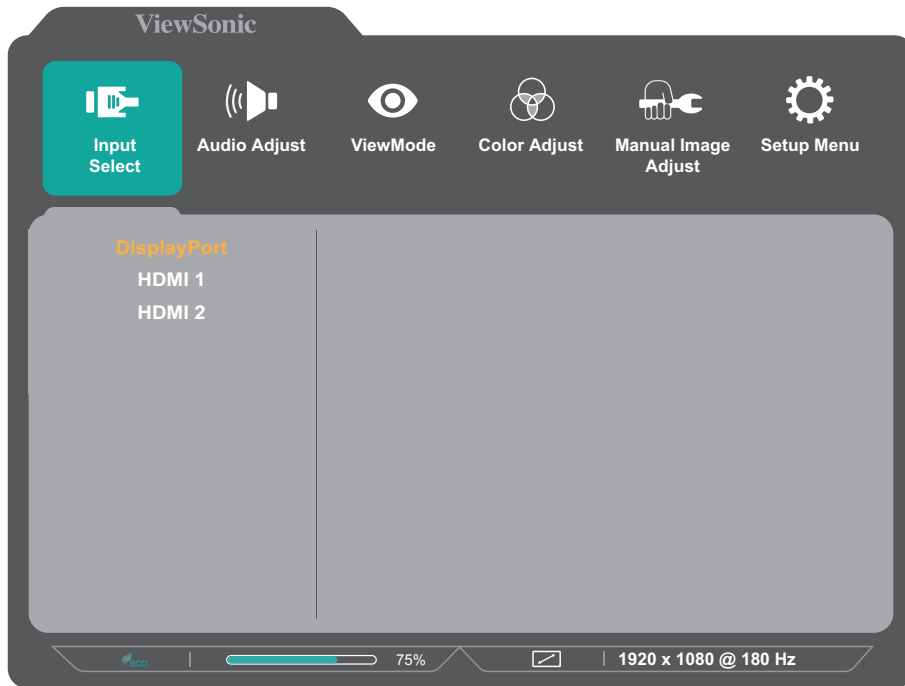 ViewSonic
Input
Select
Audio Adjust
ViewMode
Color Adjust
Manual Image
Adjust
Setup Menu
DisplayPort
HDMI 1
HDMI 2
eco
75%
1920 x 1080 @ 180 Hz